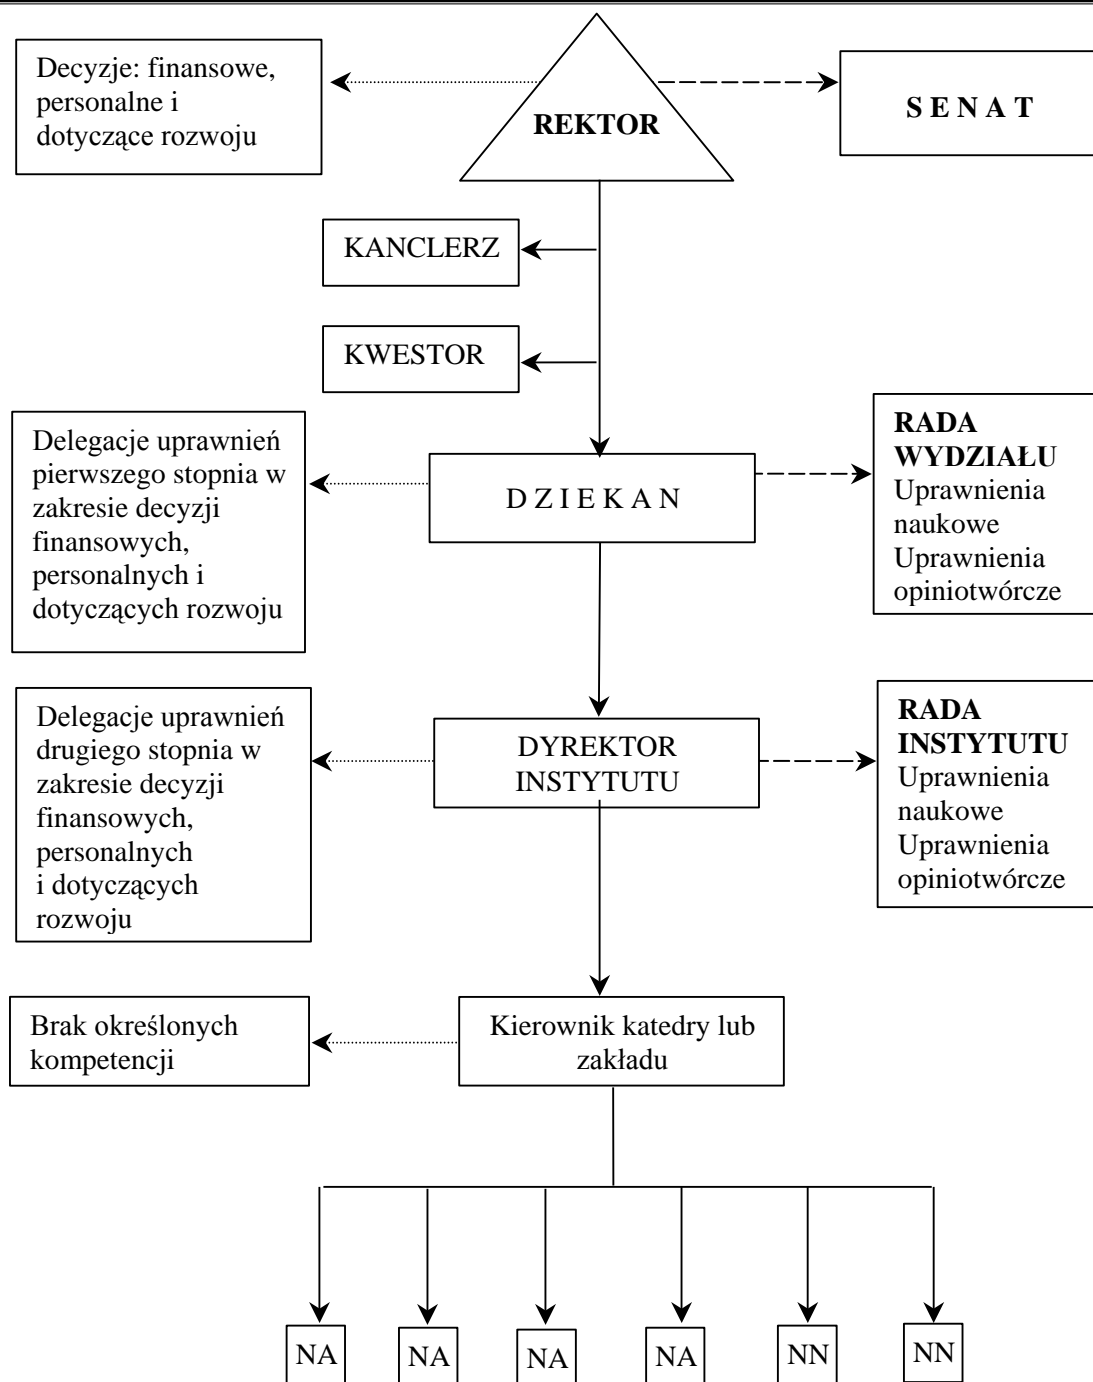 Decyzje: finansowe,
personalne i
dotyczące rozwoju
REKTOR
S E N A T
KANCLERZ
KWESTOR
Delegacje uprawnień
pierwszego stopnia w
zakresie decyzji
finansowych,
personalnych i
dotyczących rozwoju
D Z I E K A N
RADA
WYDZIAŁU
Uprawnienia
naukowe
Uprawnienia
opiniotwórcze
Delegacje uprawnień
drugiego stopnia w
zakresie decyzji
finansowych,
personalnych
i dotyczących
rozwoju
DYREKTOR
INSTYTUTU
RADA
INSTYTUTU
Uprawnienia
naukowe
Uprawnienia
opiniotwórcze
Brak określonych
kompetencji
Kierownik katedry lub
zakładu
NA
NA
NA
NA
NN
NN